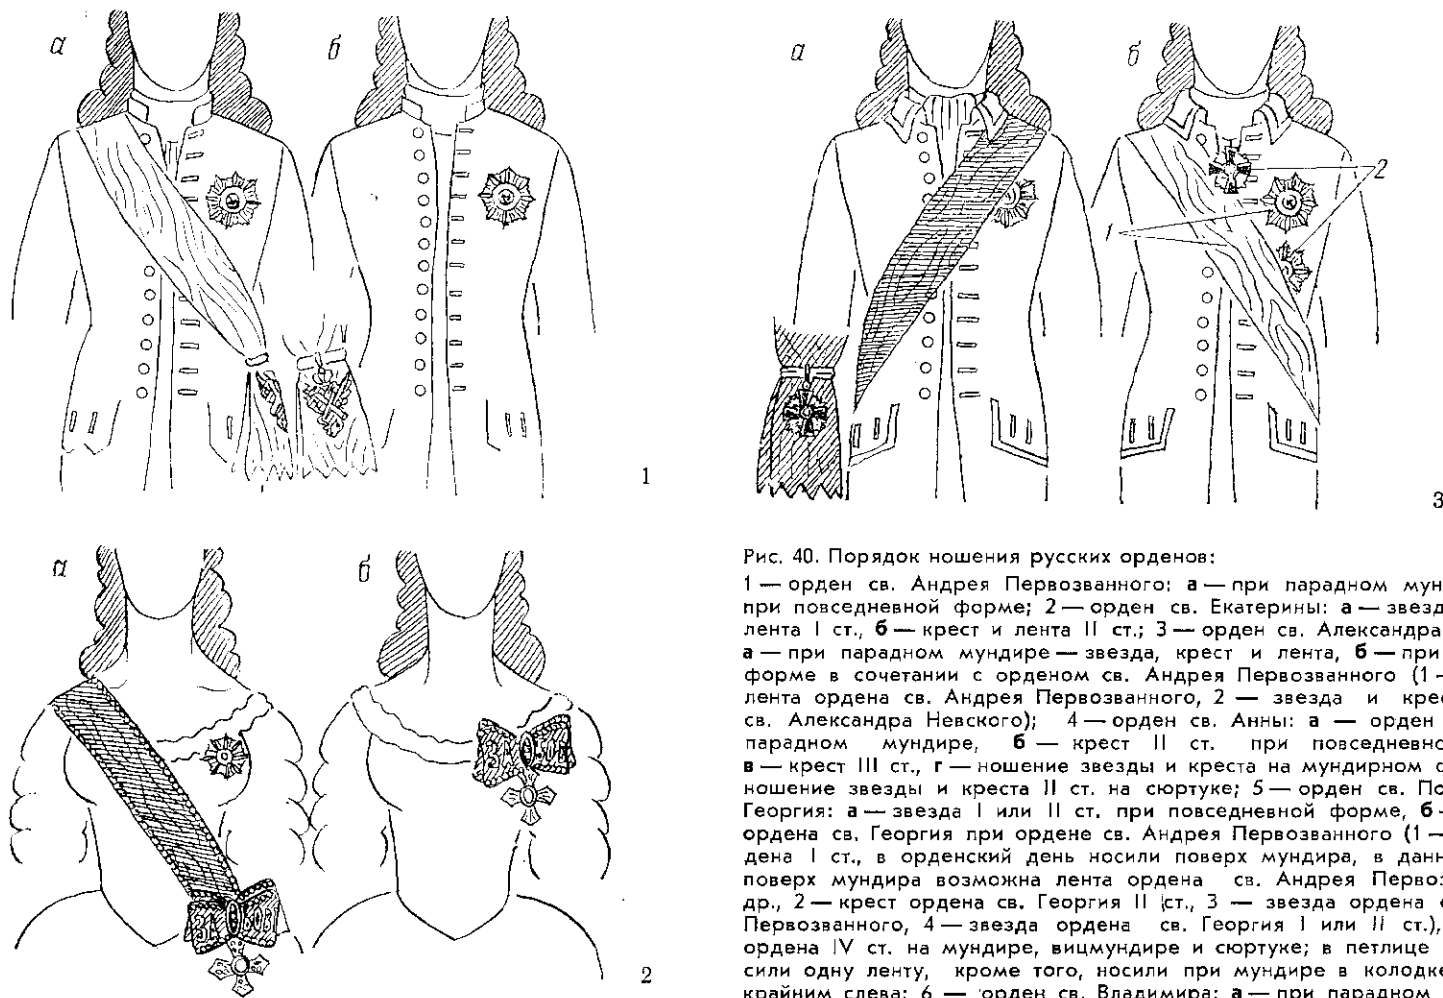 а
б
1
а
б
1
2
3
а
ЗА
б
ЗА
2
Рис. 40. Порядок ношения русских орденов:
1 — орден св. Андрея Первозванного: а — при парадном мун
при повседневной форме; 2 — орден св. Екатерины: а — звезд
лента I ст., б — крест и лента II ст.; 3 — орден св. Александра
а — при парадном мундире — звезда, крест и лента, б — при
форме в сочетании с орденом св. Андрея Первозванного (1 —
лента ордена св. Андрея Первозванного, 2 — звезда и крес
св. Александра Невского); 4 — орден св. Анны: а — орден
парадном мундире, б — крест II ст. при повседневно
в — крест III ст., г — ношение звезды и креста на мундирном с
ношение звезды и креста II ст. на сюртуке; 5 — орден св. По
Георгия: а — звезда I или II ст. при повседневной форме, б —
ордена св. Георгия при ордене св. Андрея Первозванного (1 —
дена I ст., в орденский день носили поверх мундира, в данн
поверх мундира возможна лента ордена св. Андрея Перво
др., 2 — крест ордена св. Георгия II ст., 3 — звезда ордена
Первозванного, 4 — звезда ордена св. Георгия I или II ст.),
ордена IV ст. на мундире, вицмундире и сюртуке; в петлице
сили одну ленту, кроме того, носили при мундире в колодке
крайним слева; 6 — орден св. Владимира: а — при парадном